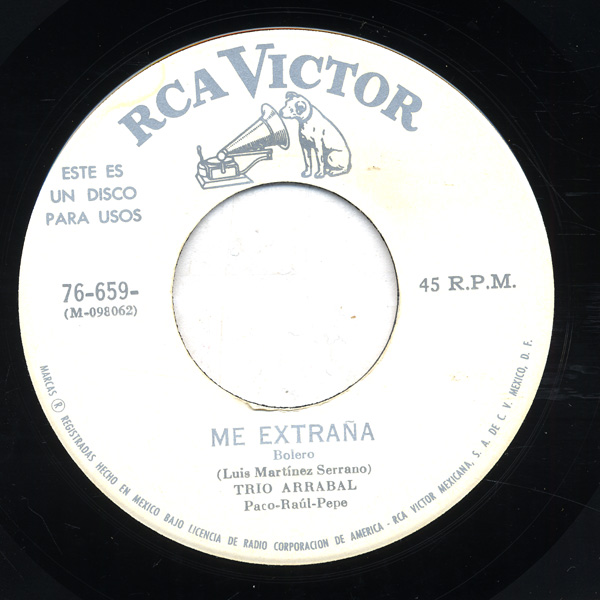 RCA VICTOR
ESTE ES
UN DISCO
PARA USOS
76-659-
(M-098062)
45 R.P.M.
ME EXTRAÑA
Bolero
(Luis Martínez Serrano)
TRIO ARRABAL
Paco-Raúl-Pepe
MARCAS ® REGISTRADAS HECHO EN MEXICO BAJO LICENCIA DE RADIO CORPORACION DE AMERICA - RCA VICTOR MEXICANA, S. A. DE C. V. MEXICO, D. F.